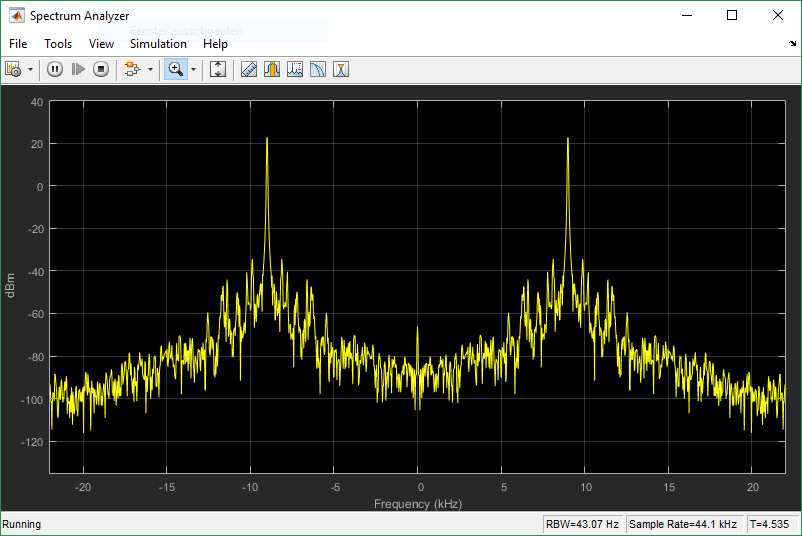 Spectrum Analyzer
Fenster ausschneiden
File Tools View Simulation Help
40
20
0
-20
-40
-60
-80
-100
-120
dBm
-20 -15 -10 -5 0 5 10 15 20
Frequency (kHz)
Running RBW=43.07 Hz Sample Rate=44.1 kHz T=4.535